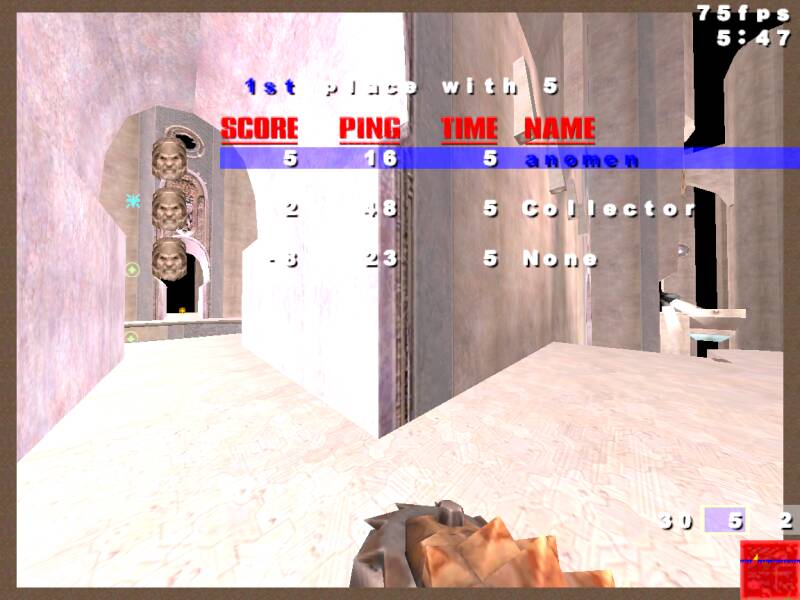 75fps
5:47
1st place with 5
SCORE PING TIME NAME
5 16 5 anomen
2 48 5 Collector
-8 23 5 None
30 5 2